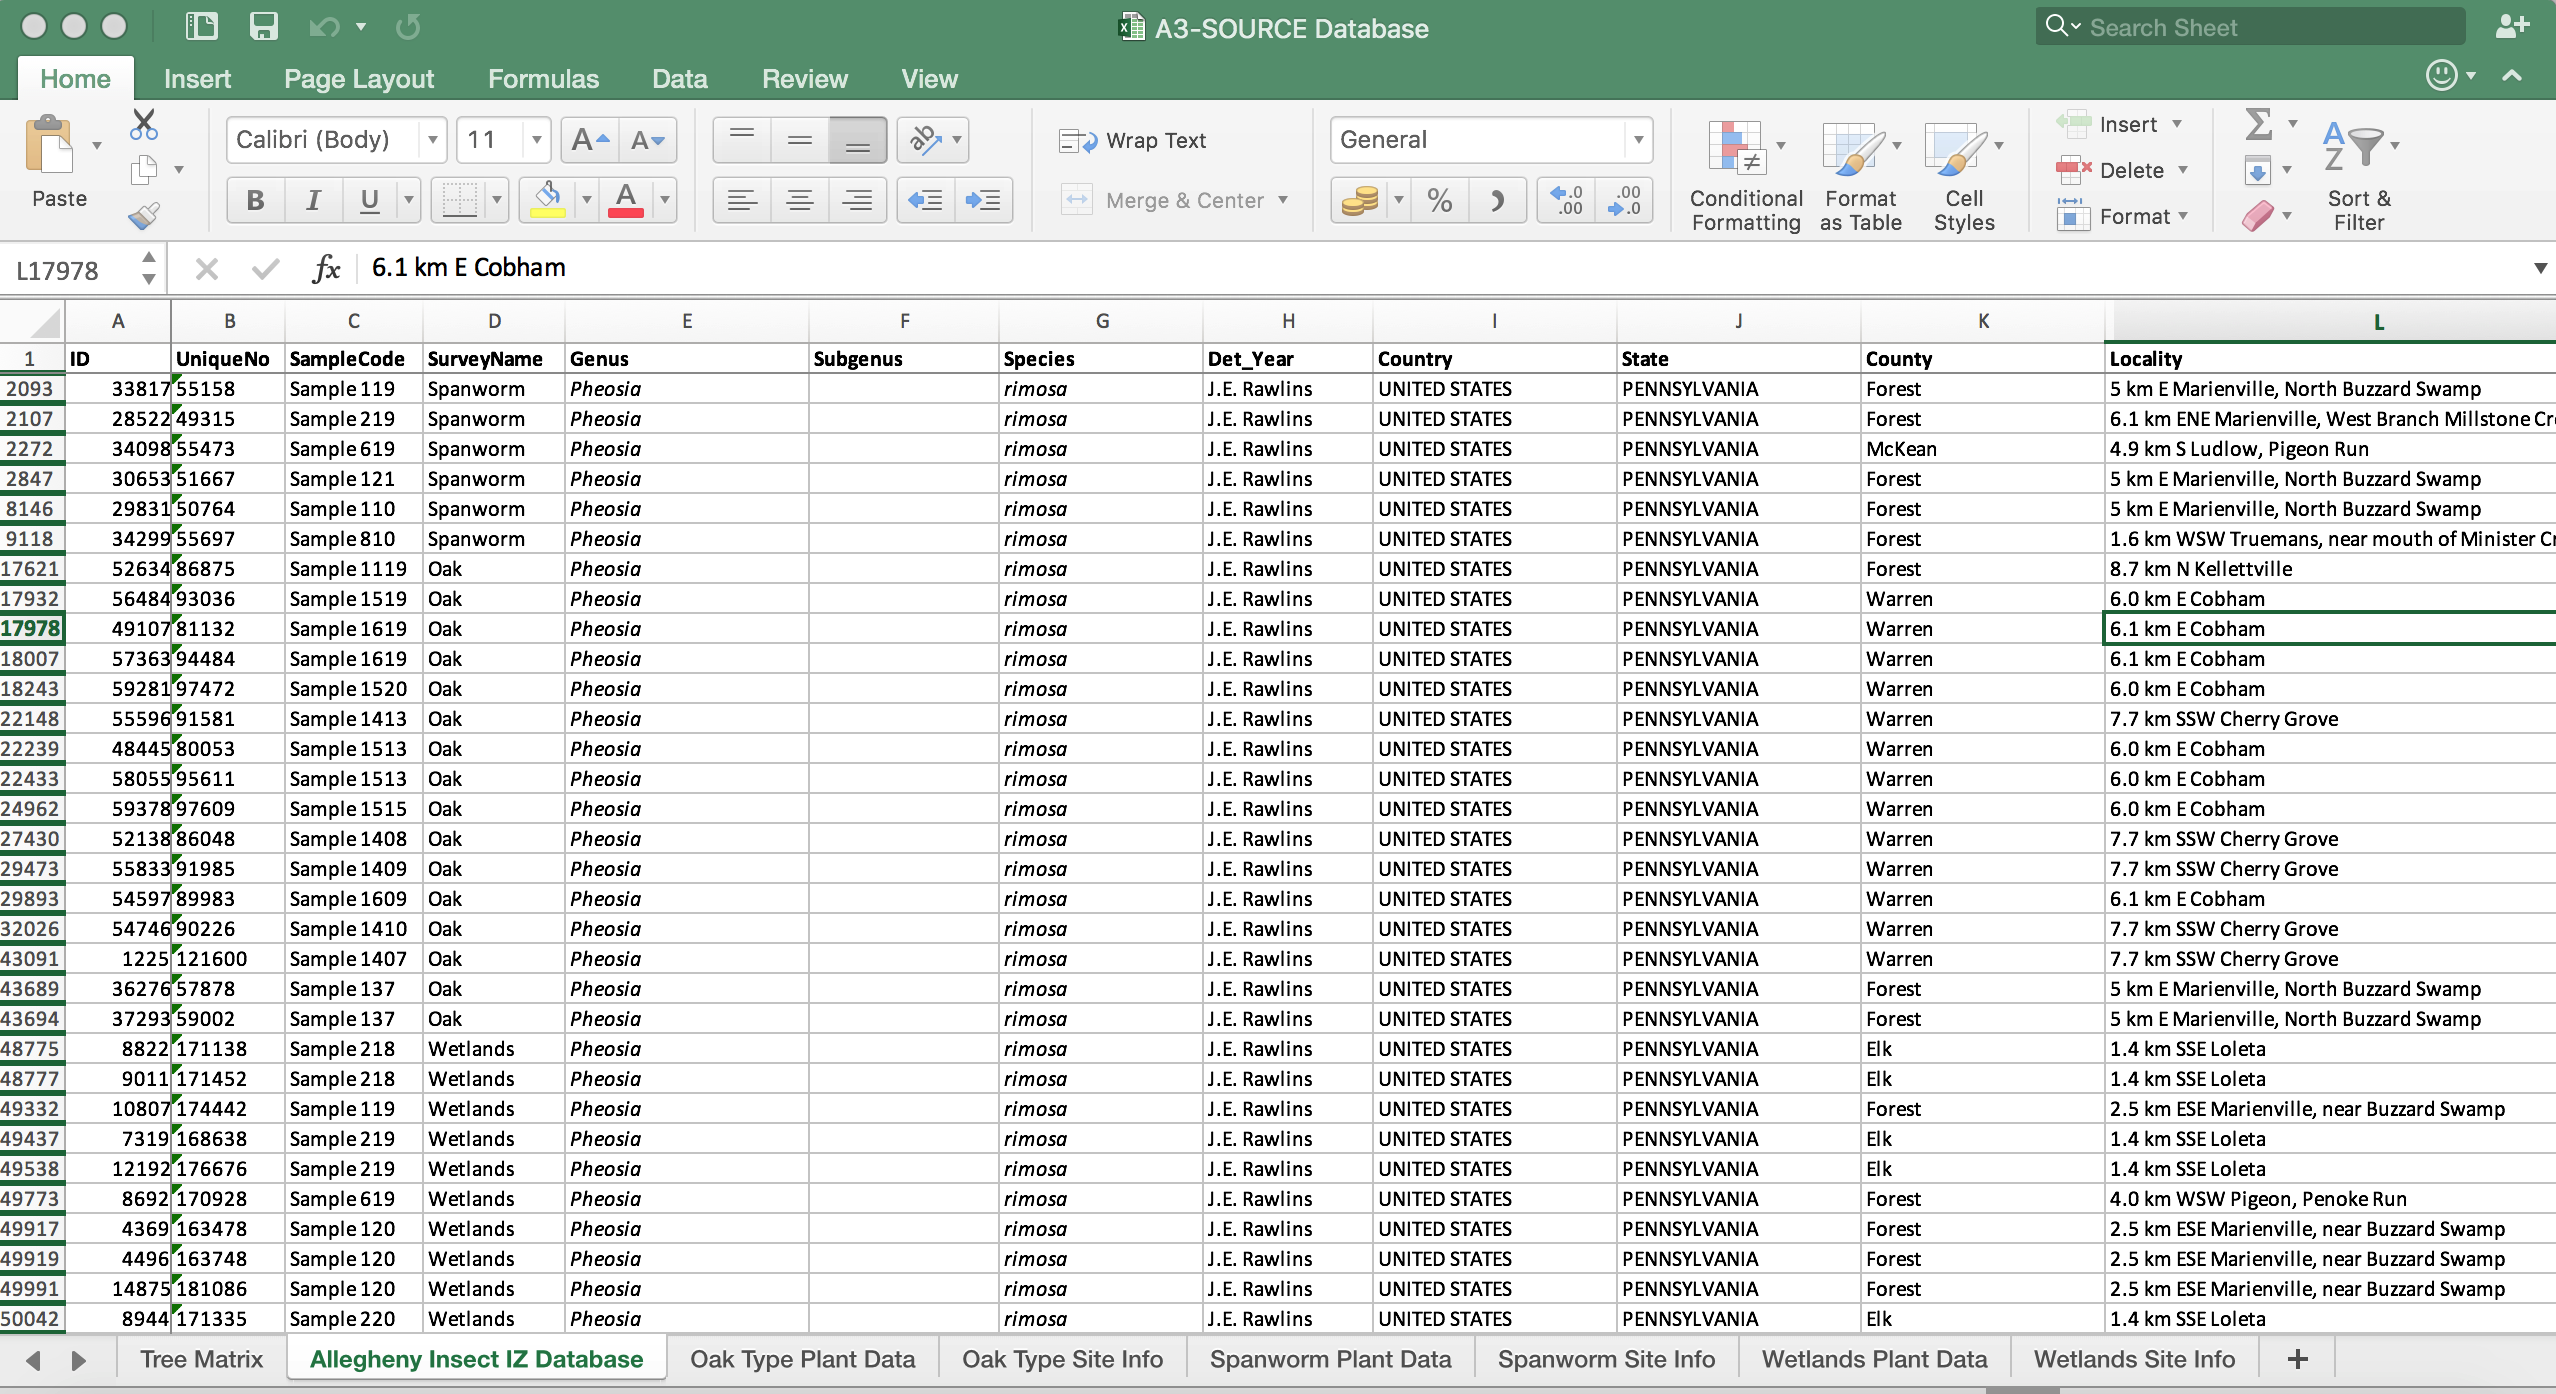 A3-SOURCE Database
Search Sheet
Home Insert Page Layout Formulas Data Review View
Paste
Calibri (Body) 11 A A
B I U A
ab
Wrap Text
Merge & Center
General
% .0 .00 .00 .0
Conditional Formatting
Format as Table
Cell Styles
Insert
Delete
Format
Σ
A Z
Sort & Filter
L17978 fx 6.1 km E Cobham
A B C D E F G H I J K L
1 ID UniqueNo SampleCode SurveyName Genus Subgenus Species Det_Year Country State County Locality
2093 33817 55158 Sample 119 Spanworm Pheosia rimosa J.E. Rawlins UNITED STATES PENNSYLVANIA Forest 5 km E Marienville, North Buzzard Swamp
2107 28522 49315 Sample 219 Spanworm Pheosia rimosa J.E. Rawlins UNITED STATES PENNSYLVANIA Forest 6.1 km ENE Marienville, West Branch Millstone Cr
2272 34098 55473 Sample 619 Spanworm Pheosia rimosa J.E. Rawlins UNITED STATES PENNSYLVANIA McKean 4.9 km S Ludlow, Pigeon Run
2847 30653 51667 Sample 121 Spanworm Pheosia rimosa J.E. Rawlins UNITED STATES PENNSYLVANIA Forest 5 km E Marienville, North Buzzard Swamp
8146 29831 50764 Sample 110 Spanworm Pheosia rimosa J.E. Rawlins UNITED STATES PENNSYLVANIA Forest 5 km E Marienville, North Buzzard Swamp
9118 34299 55697 Sample 810 Spanworm Pheosia rimosa J.E. Rawlins UNITED STATES PENNSYLVANIA Forest 1.6 km WSW Truemans, near mouth of Minister Cr
17621 52634 86875 Sample 1119 Oak Pheosia rimosa J.E. Rawlins UNITED STATES PENNSYLVANIA Forest 8.7 km N Kellettville
17932 56484 93036 Sample 1519 Oak Pheosia rimosa J.E. Rawlins UNITED STATES PENNSYLVANIA Warren 6.0 km E Cobham
17978 49107 81132 Sample 1619 Oak Pheosia rimosa J.E. Rawlins UNITED STATES PENNSYLVANIA Warren 6.1 km E Cobham
18007 57363 94484 Sample 1619 Oak Pheosia rimosa J.E. Rawlins UNITED STATES PENNSYLVANIA Warren 6.1 km E Cobham
18243 59281 97472 Sample 1520 Oak Pheosia rimosa J.E. Rawlins UNITED STATES PENNSYLVANIA Warren 6.0 km E Cobham
22148 55596 91581 Sample 1413 Oak Pheosia rimosa J.E. Rawlins UNITED STATES PENNSYLVANIA Warren 7.7 km SSW Cherry Grove
22239 48445 80053 Sample 1513 Oak Pheosia rimosa J.E. Rawlins UNITED STATES PENNSYLVANIA Warren 6.0 km E Cobham
22433 58055 95611 Sample 1513 Oak Pheosia rimosa J.E. Rawlins UNITED STATES PENNSYLVANIA Warren 6.0 km E Cobham
24962 59378 97609 Sample 1515 Oak Pheosia rimosa J.E. Rawlins UNITED STATES PENNSYLVANIA Warren 6.0 km E Cobham
27430 52138 86048 Sample 1408 Oak Pheosia rimosa J.E. Rawlins UNITED STATES PENNSYLVANIA Warren 7.7 km SSW Cherry Grove
29473 55833 91985 Sample 1409 Oak Pheosia rimosa J.E. Rawlins UNITED STATES PENNSYLVANIA Warren 7.7 km SSW Cherry Grove
29893 54597 89983 Sample 1609 Oak Pheosia rimosa J.E. Rawlins UNITED STATES PENNSYLVANIA Warren 6.1 km E Cobham
32026 54746 90226 Sample 1410 Oak Pheosia rimosa J.E. Rawlins UNITED STATES PENNSYLVANIA Warren 7.7 km SSW Cherry Grove
43091 1225 121600 Sample 1407 Oak Pheosia rimosa J.E. Rawlins UNITED STATES PENNSYLVANIA Warren 7.7 km SSW Cherry Grove
43689 36276 57878 Sample 137 Oak Pheosia rimosa J.E. Rawlins UNITED STATES PENNSYLVANIA Forest 5 km E Marienville, North Buzzard Swamp
43694 37293 59002 Sample 137 Oak Pheosia rimosa J.E. Rawlins UNITED STATES PENNSYLVANIA Forest 5 km E Marienville, North Buzzard Swamp
48775 8822 171138 Sample 218 Wetlands Pheosia rimosa J.E. Rawlins UNITED STATES PENNSYLVANIA Elk 1.4 km SSE Loleta
48777 9011 171452 Sample 218 Wetlands Pheosia rimosa J.E. Rawlins UNITED STATES PENNSYLVANIA Elk 1.4 km SSE Loleta
49332 10807 174442 Sample 119 Wetlands Pheosia rimosa J.E. Rawlins UNITED STATES PENNSYLVANIA Forest 2.5 km ESE Marienville, near Buzzard Swamp
49437 7319 168638 Sample 219 Wetlands Pheosia rimosa J.E. Rawlins UNITED STATES PENNSYLVANIA Elk 1.4 km SSE Loleta
49538 12192 176676 Sample 219 Wetlands Pheosia rimosa J.E. Rawlins UNITED STATES PENNSYLVANIA Elk 1.4 km SSE Loleta
49773 8692 170928 Sample 619 Wetlands Pheosia rimosa J.E. Rawlins UNITED STATES PENNSYLVANIA Forest 4.0 km WSW Pigeon, Penoke Run
49917 4369 163478 Sample 120 Wetlands Pheosia rimosa J.E. Rawlins UNITED STATES PENNSYLVANIA Forest 2.5 km ESE Marienville, near Buzzard Swamp
49919 4496 163748 Sample 120 Wetlands Pheosia rimosa J.E. Rawlins UNITED STATES PENNSYLVANIA Forest 2.5 km ESE Marienville, near Buzzard Swamp
49991 14875 181086 Sample 120 Wetlands Pheosia rimosa J.E. Rawlins UNITED STATES PENNSYLVANIA Forest 2.5 km ESE Marienville, near Buzzard Swamp
50042 8944 171335 Sample 220 Wetlands Pheosia rimosa J.E. Rawlins UNITED STATES PENNSYLVANIA Elk 1.4 km SSE Loleta
Tree Matrix Allegheny Insect IZ Database Oak Type Plant Data Oak Type Site Info Spanworm Plant Data Spanworm Site Info Wetlands Plant Data Wetlands Site Info +